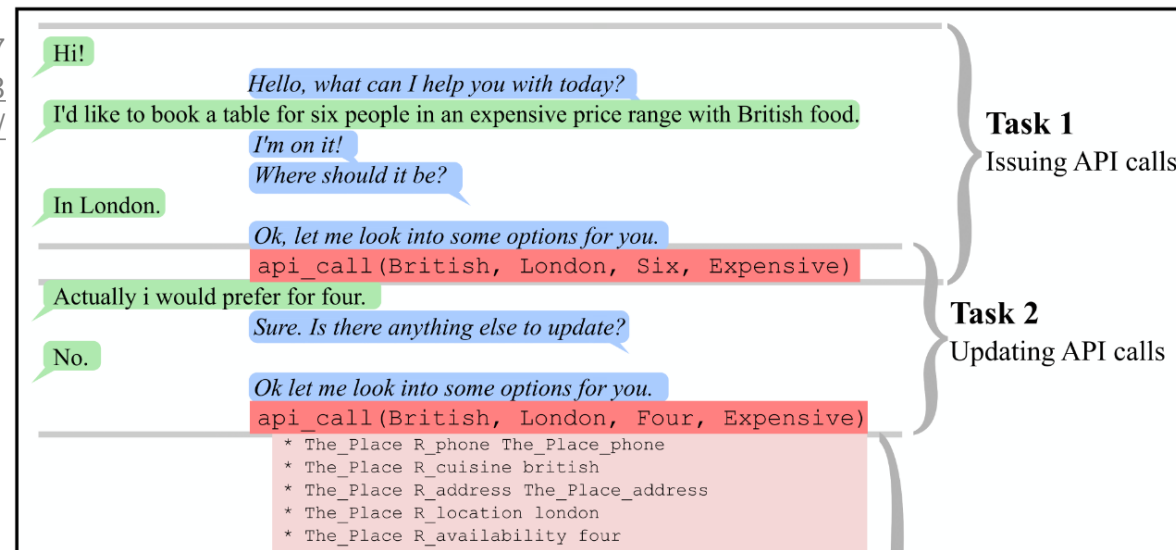 Hi!
Hello, what can I help you with today?
I'd like to book a table for six people in an expensive price range with British food.
I'm on it!
Where should it be?
In London.
Ok, let me look into some options for you.
api_call(British, London, Six, Expensive)
Task 1
Issuing API calls
Actually i would prefer for four.
Sure. Is there anything else to update?
No.
Ok let me look into some options for you.
api_call(British, London, Four, Expensive)
Task 2
Updating API calls
* The_Place R_phone The_Place_phone
* The_Place R_cuisine british
* The_Place R_address The_Place_address
* The_Place R_location london
* The_Place R_availability four